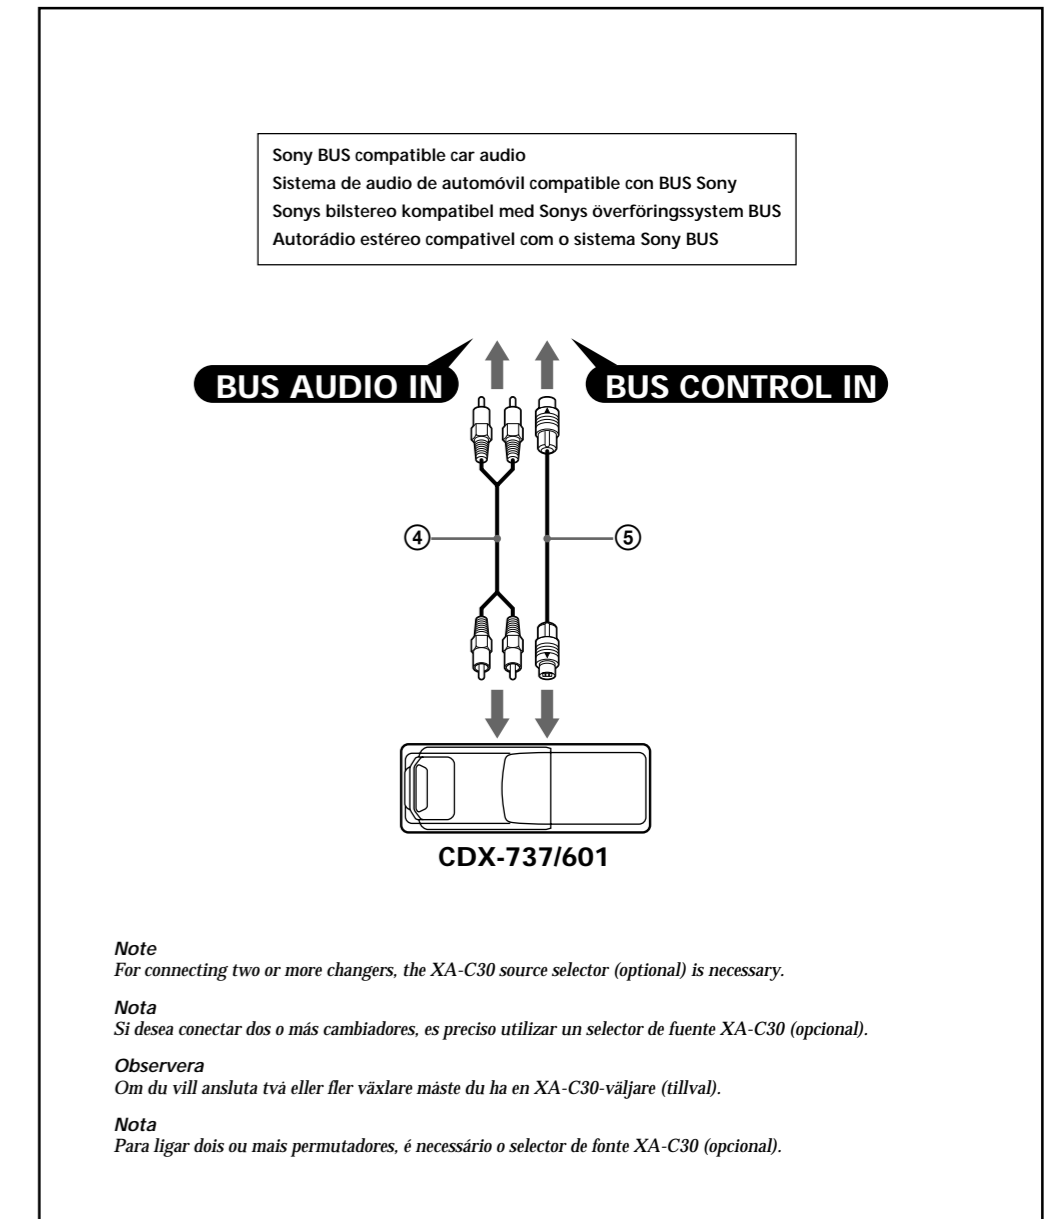 Sony BUS compatible car audio
Sistema de audio de automóvil compatible con BUS Sony
Sonys bilstereo kompatibel med Sonys överföringssystem BUS
Autorádio estéreo compativel com o sistema Sony BUS
BUS AUDIO IN
BUS CONTROL IN
④
⑤
CDX-737/601
Note
For connecting two or more changers, the XA-C30 source selector (optional) is necessary.
Nota
Si desea conectar dos o más cambiadores, es preciso utilizar un selector de fuente XA-C30 (opcional).
Observera
Om du vill ansluta två eller fler växlare måste du ha en XA-C30-väljare (tillval).
Nota
Para ligar dois ou mais permutadores, é necessário o selector de fonte XA-C30 (opcional).